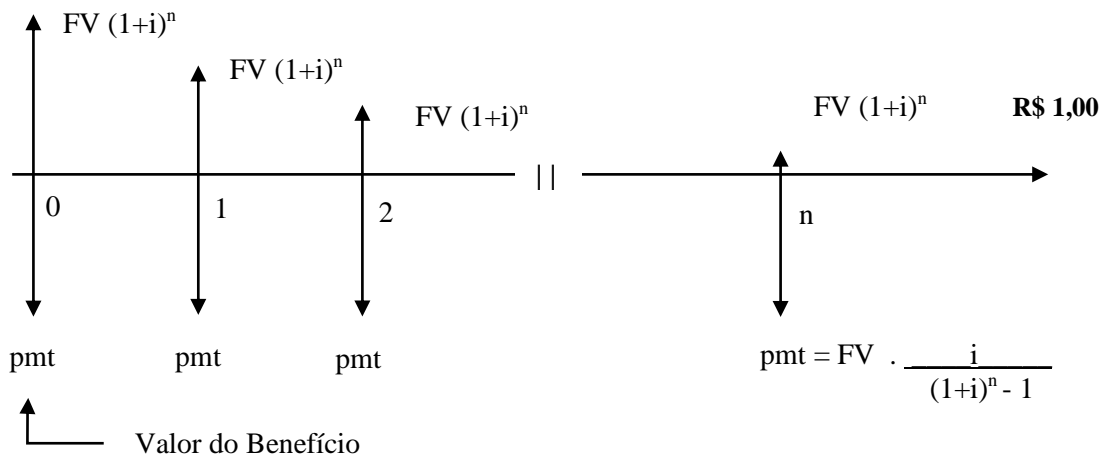 FV (1+i)ⁿ
FV (1+i)ⁿ
FV (1+i)ⁿ
FV (1+i)ⁿ R$ 1,00
| |
0 1 2 n
pmt pmt pmt pmt = FV . i
(1+i)ⁿ - 1
Valor do Benefício